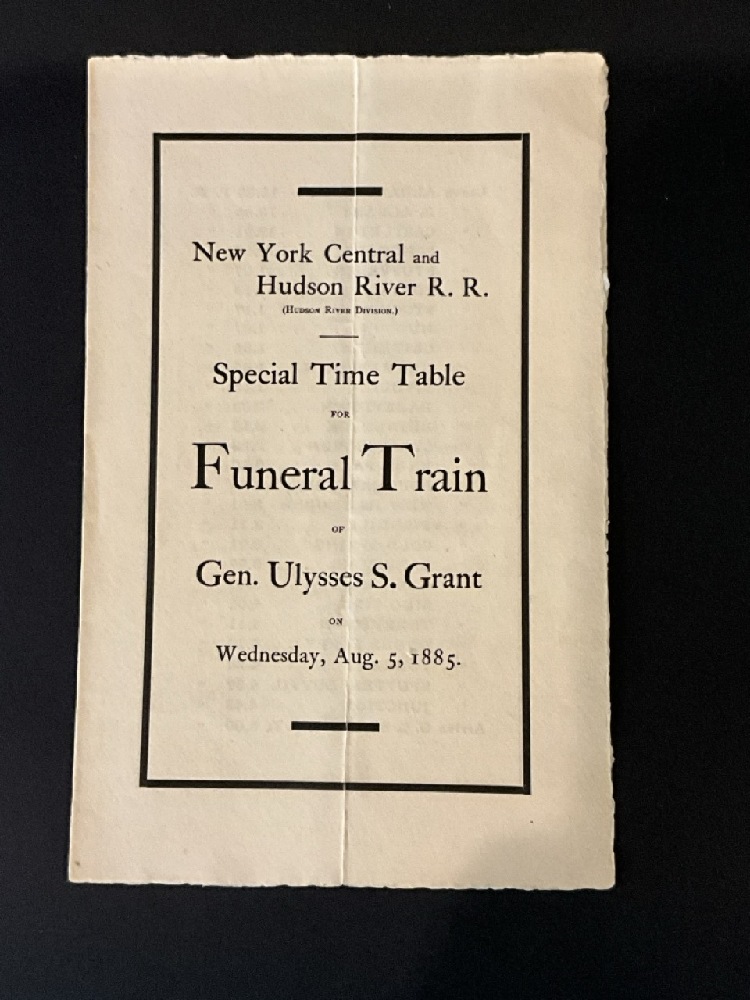 New York Central and
Hudson River R. R.
(Hudson River Division.)
Special Time Table
FOR
Funeral Train
OF
Gen. Ulysses S. Grant
ON
Wednesday, Aug. 5, 1885.